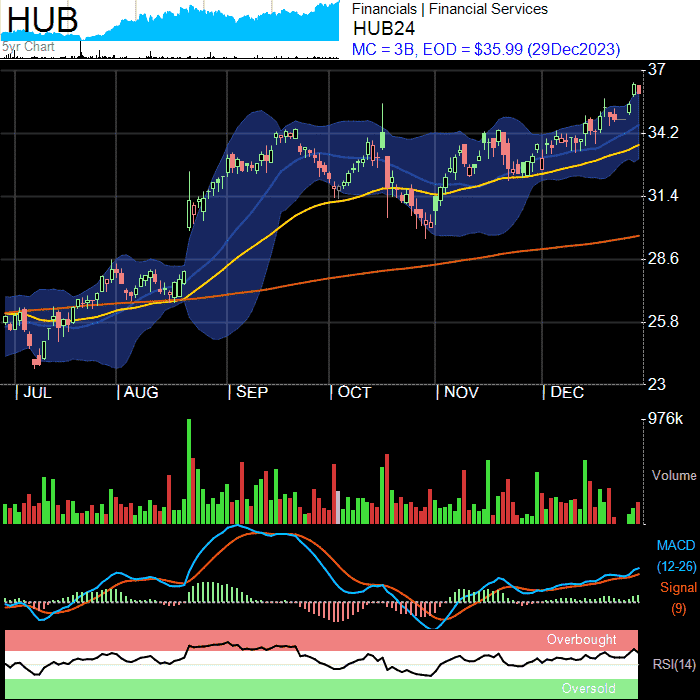 HUB
5yr Chart
Financials | Financial Services
HUB24
MC = 3B, EOD = $35.99 (29Dec2023)
37
34.2
31.4
28.6
25.8
23
| JUL | AUG | SEP | OCT | NOV | DEC
976k
Volume
MACD
(12-26)
Signal
(9)
Overbought
RSI(14)
Oversold